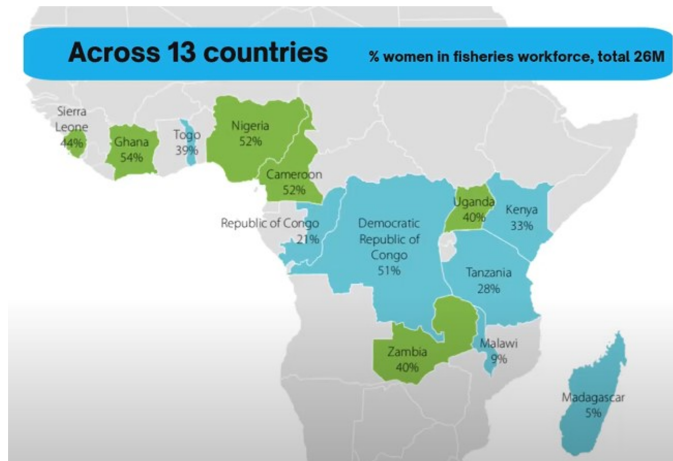 Across 13 countries
% women in fisheries workforce, total 26M
Sierra
Leone
44%
Ghana
54%
Togo
39%
Nigeria
52%
Cameroon
52%
Republic of Congo
21%
Democratic
Republic of
Congo
51%
Uganda
40%
Kenya
33%
Tanzania
28%
Zambia
40%
Malawi
9%
Madagascar
5%